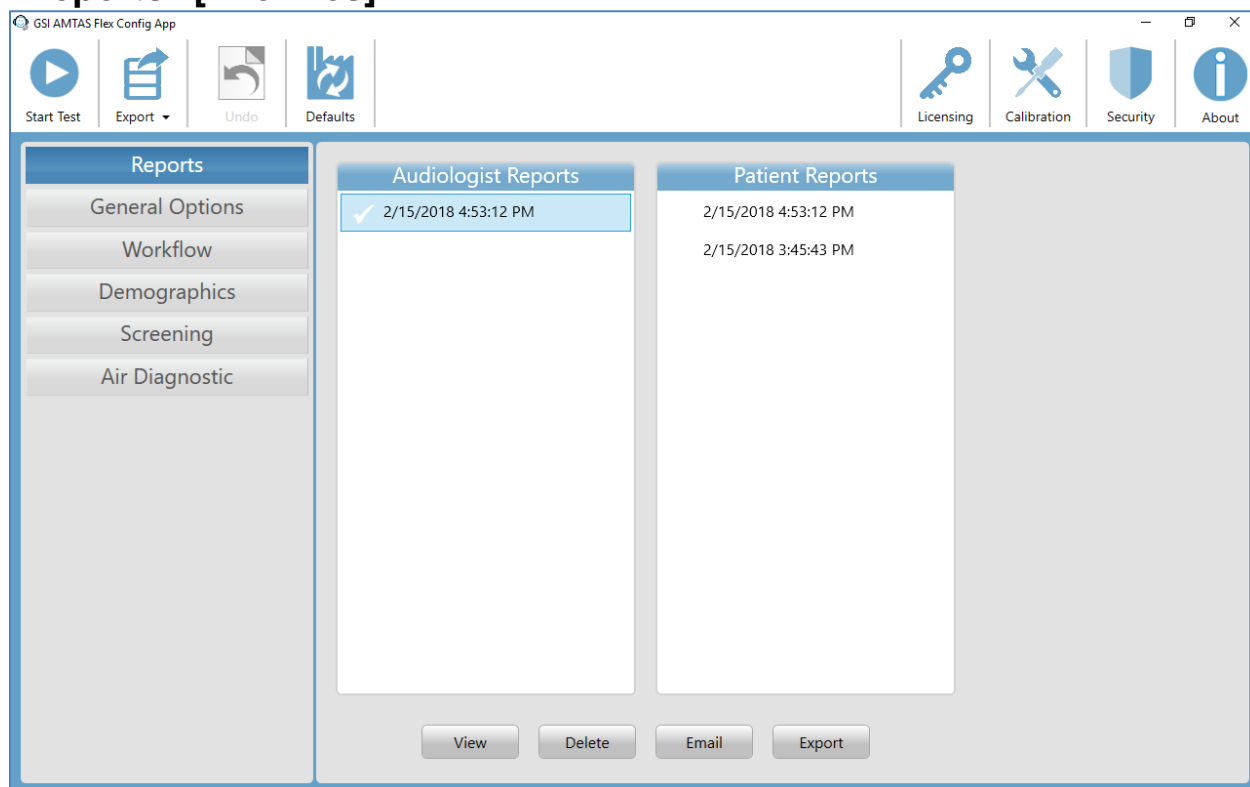 GSI AMTAS Flex Config App
Start Test
Export
Undo
Defaults
Licensing
Calibration
Security
About
Reports
General Options
Workflow
Demographics
Screening
Air Diagnostic
Audiologist Reports
2/15/2018 4:53:12 PM
Patient Reports
2/15/2018 4:53:12 PM
2/15/2018 3:45:43 PM
View
Delete
Email
Export